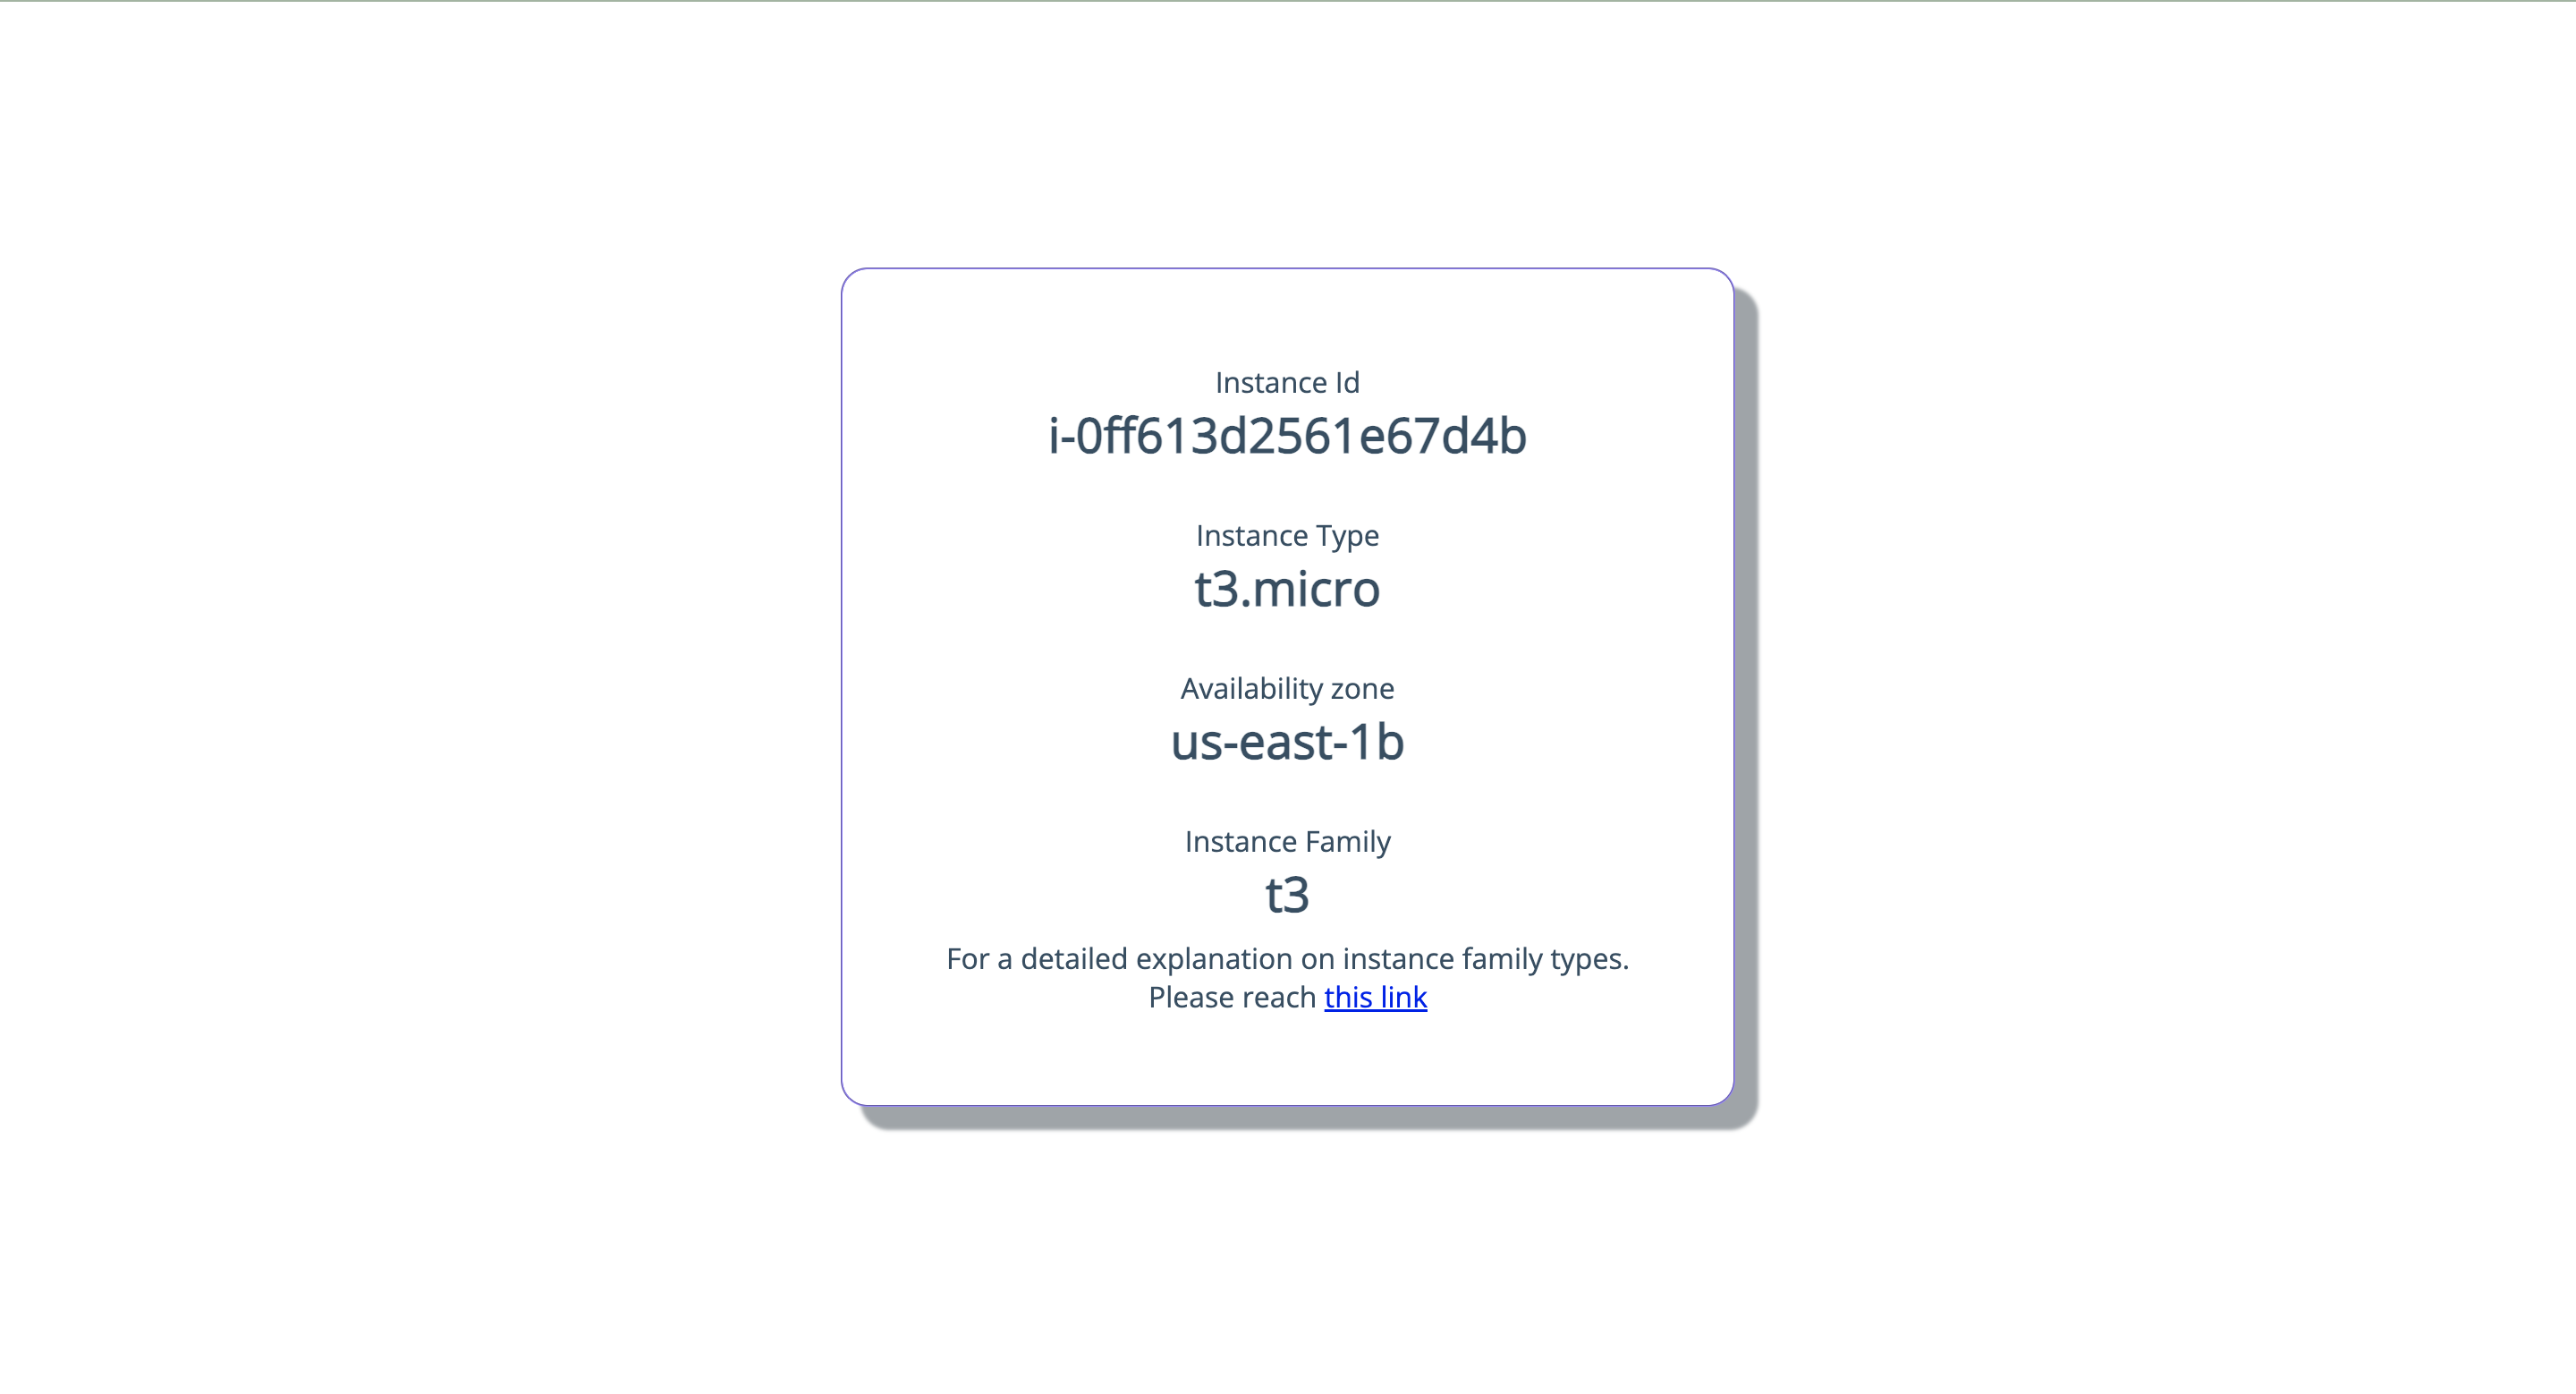 Instance Id
i-0ff613d2561e67d4b
Instance Type
t3.micro
Availability zone
us-east-1b
Instance Family
t3
For a detailed explanation on instance family types.
Please reach this link